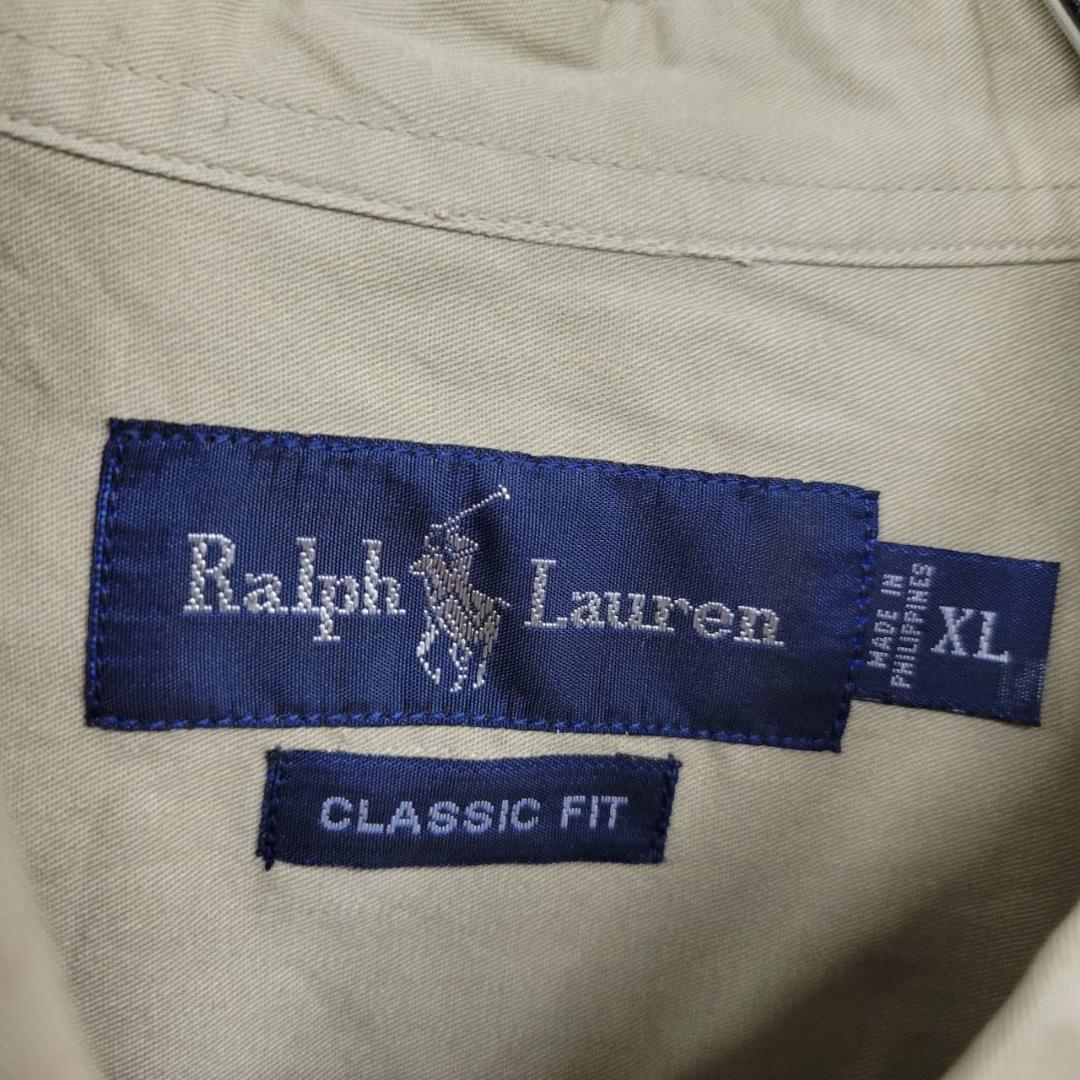 Ralph Lauren
MADE IN
PHILIPPINES
XL
CLASSIC FIT